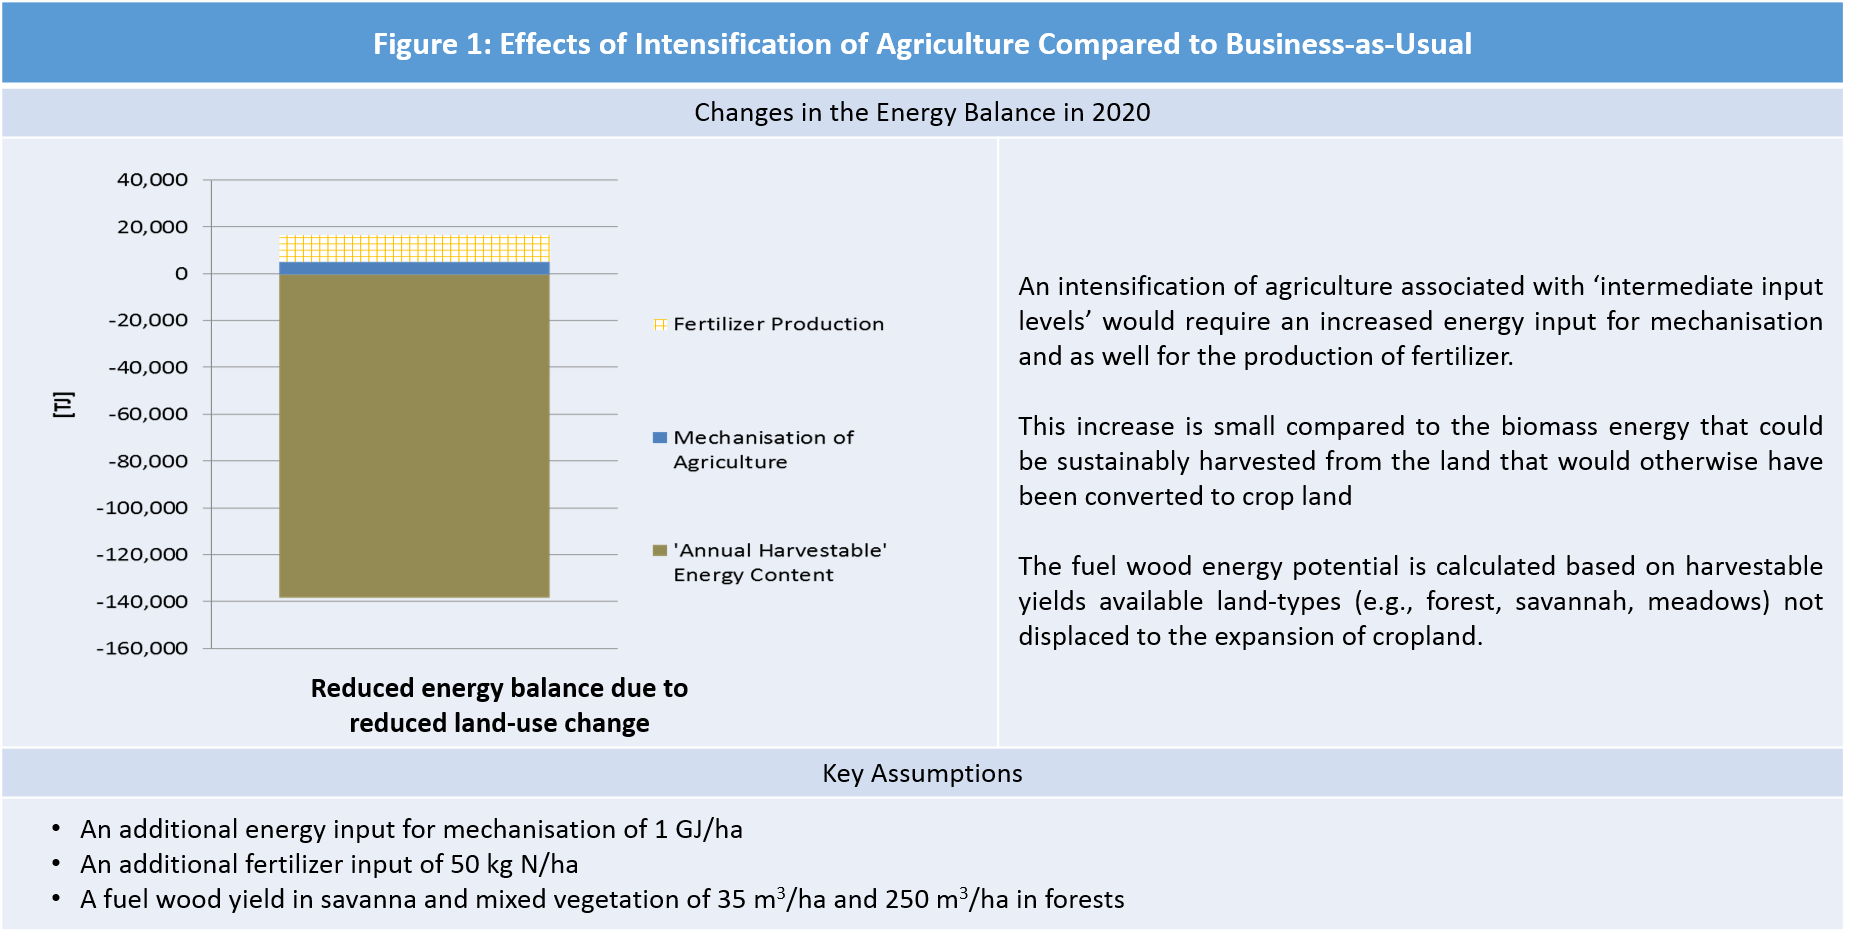 Figure 1: Effects of Intensification of Agriculture Compared to Business-as-Usual
Changes in the Energy Balance in 2020
40,000
20,000
0
-20,000
-40,000
-60,000
-80,000
-100,000
-120,000
-140,000
-160,000
[TJ]
Fertilizer Production
Mechanisation of
Agriculture
'Annual Harvestable'
Energy Content
Reduced energy balance due to
reduced land-use change
An intensification of agriculture associated with ‘intermediate input
levels’ would require an increased energy input for mechanisation
and as well for the production of fertilizer.
This increase is small compared to the biomass energy that could
be sustainably harvested from the land that would otherwise have
been converted to crop land
The fuel wood energy potential is calculated based on harvestable
yields available land-types (e.g., forest, savannah, meadows) not
displaced to the expansion of cropland.
Key Assumptions
• An additional energy input for mechanisation of 1 GJ/ha
• An additional fertilizer input of 50 kg N/ha
• A fuel wood yield in savanna and mixed vegetation of 35 m³/ha and 250 m³/ha in forests